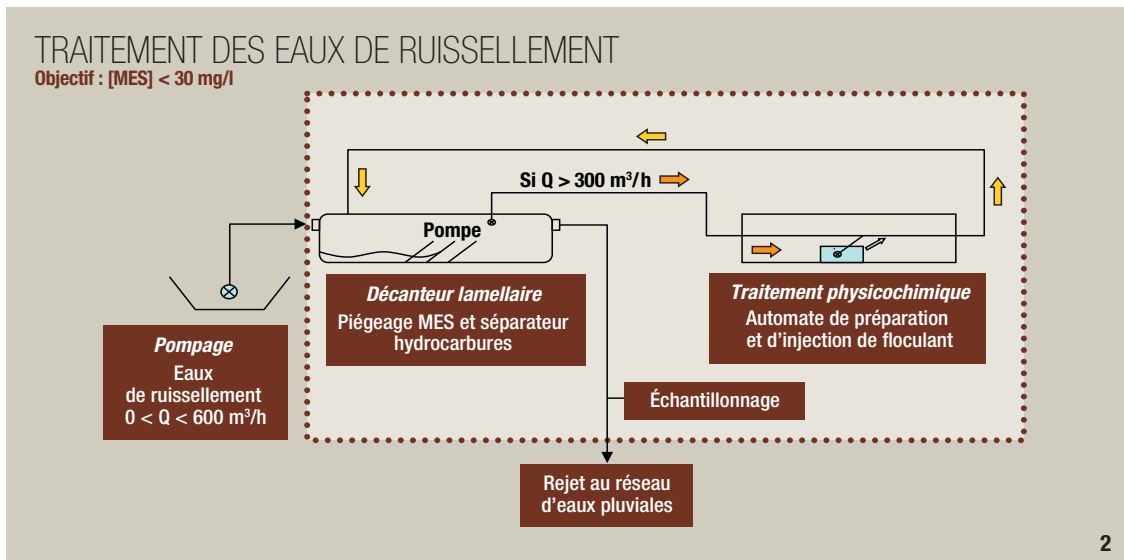 TRAITEMENT DES EAUX DE RUISSELLEMENT
Objectif : [MES] < 30 mg/l
Si Q > 300 m³/h
Pompe
Décanteur lamellaire
Piégeage MES et séparateur
hydrocarbures
Traitement physicochimique
Automate de préparation
et d’injection de floculant
Pompage
Eaux
de ruissellement
0 < Q < 600 m³/h
Échantillonnage
Rejet au réseau
d’eaux pluviales
2